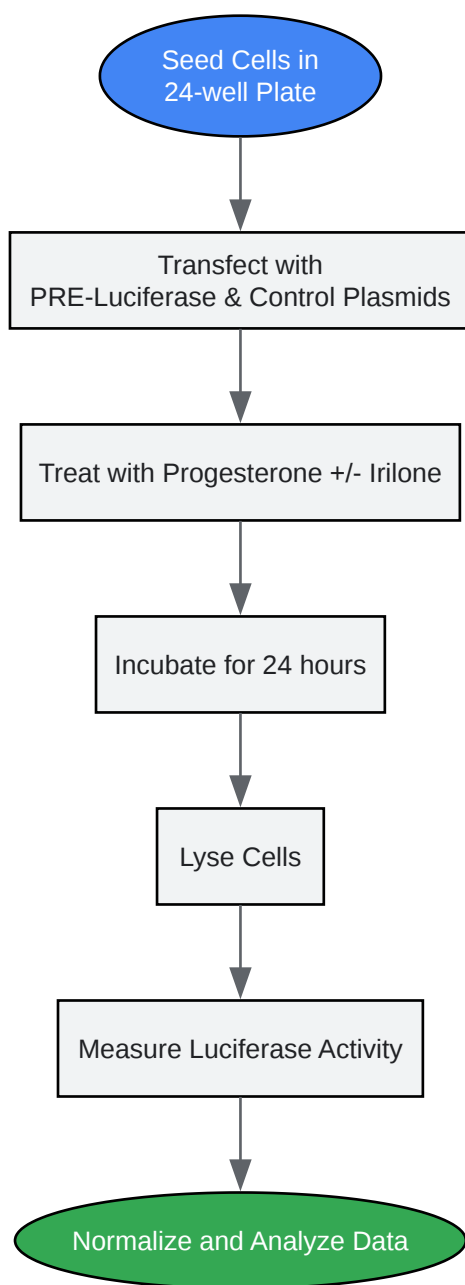 Seed Cells in
24-well Plate
Transfect with
PRE-Luciferase & Control Plasmids
Treat with Progesterone +/- Irilone
Incubate for 24 hours
Lyse Cells
Measure Luciferase Activity
Normalize and Analyze Data